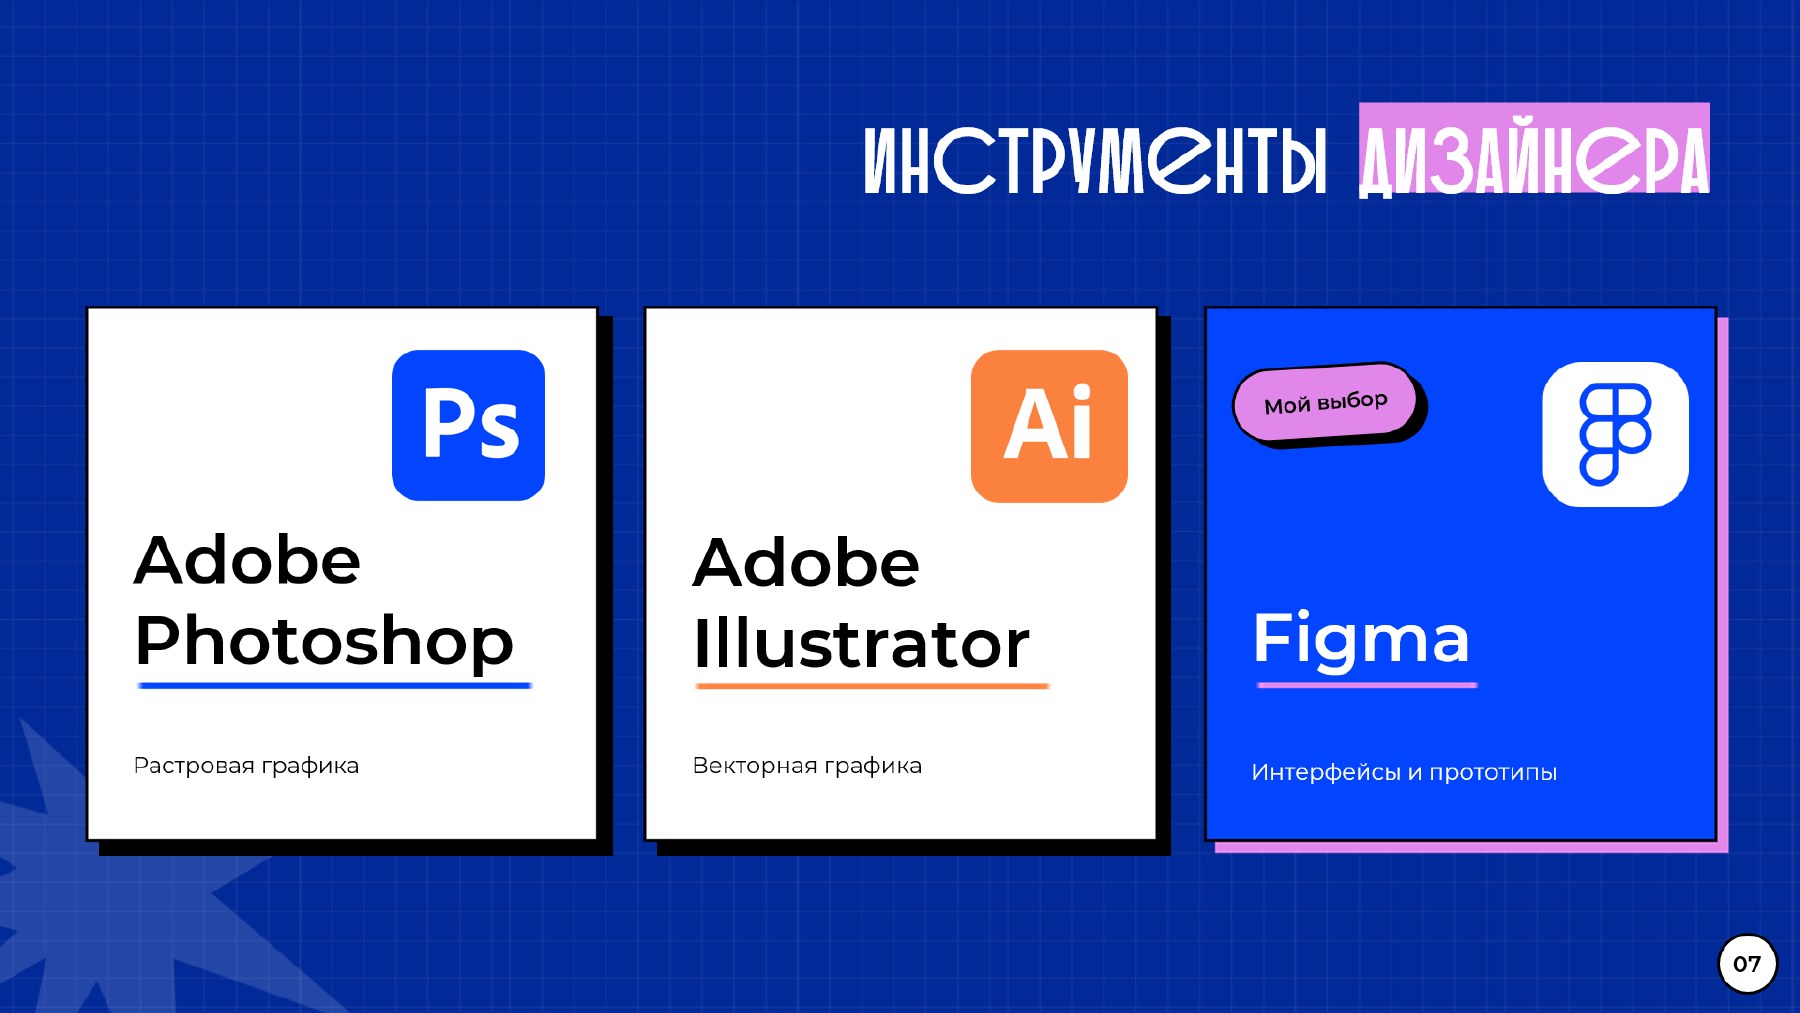 ИНСТРУМЕНТЫ ДИЗАЙНЕРА
Ps
Adobe
Photoshop
Растровая графика
Ai
Adobe
Illustrator
Векторная графика
Мой выбор
Figma
Интерфейсы и прототипы
07